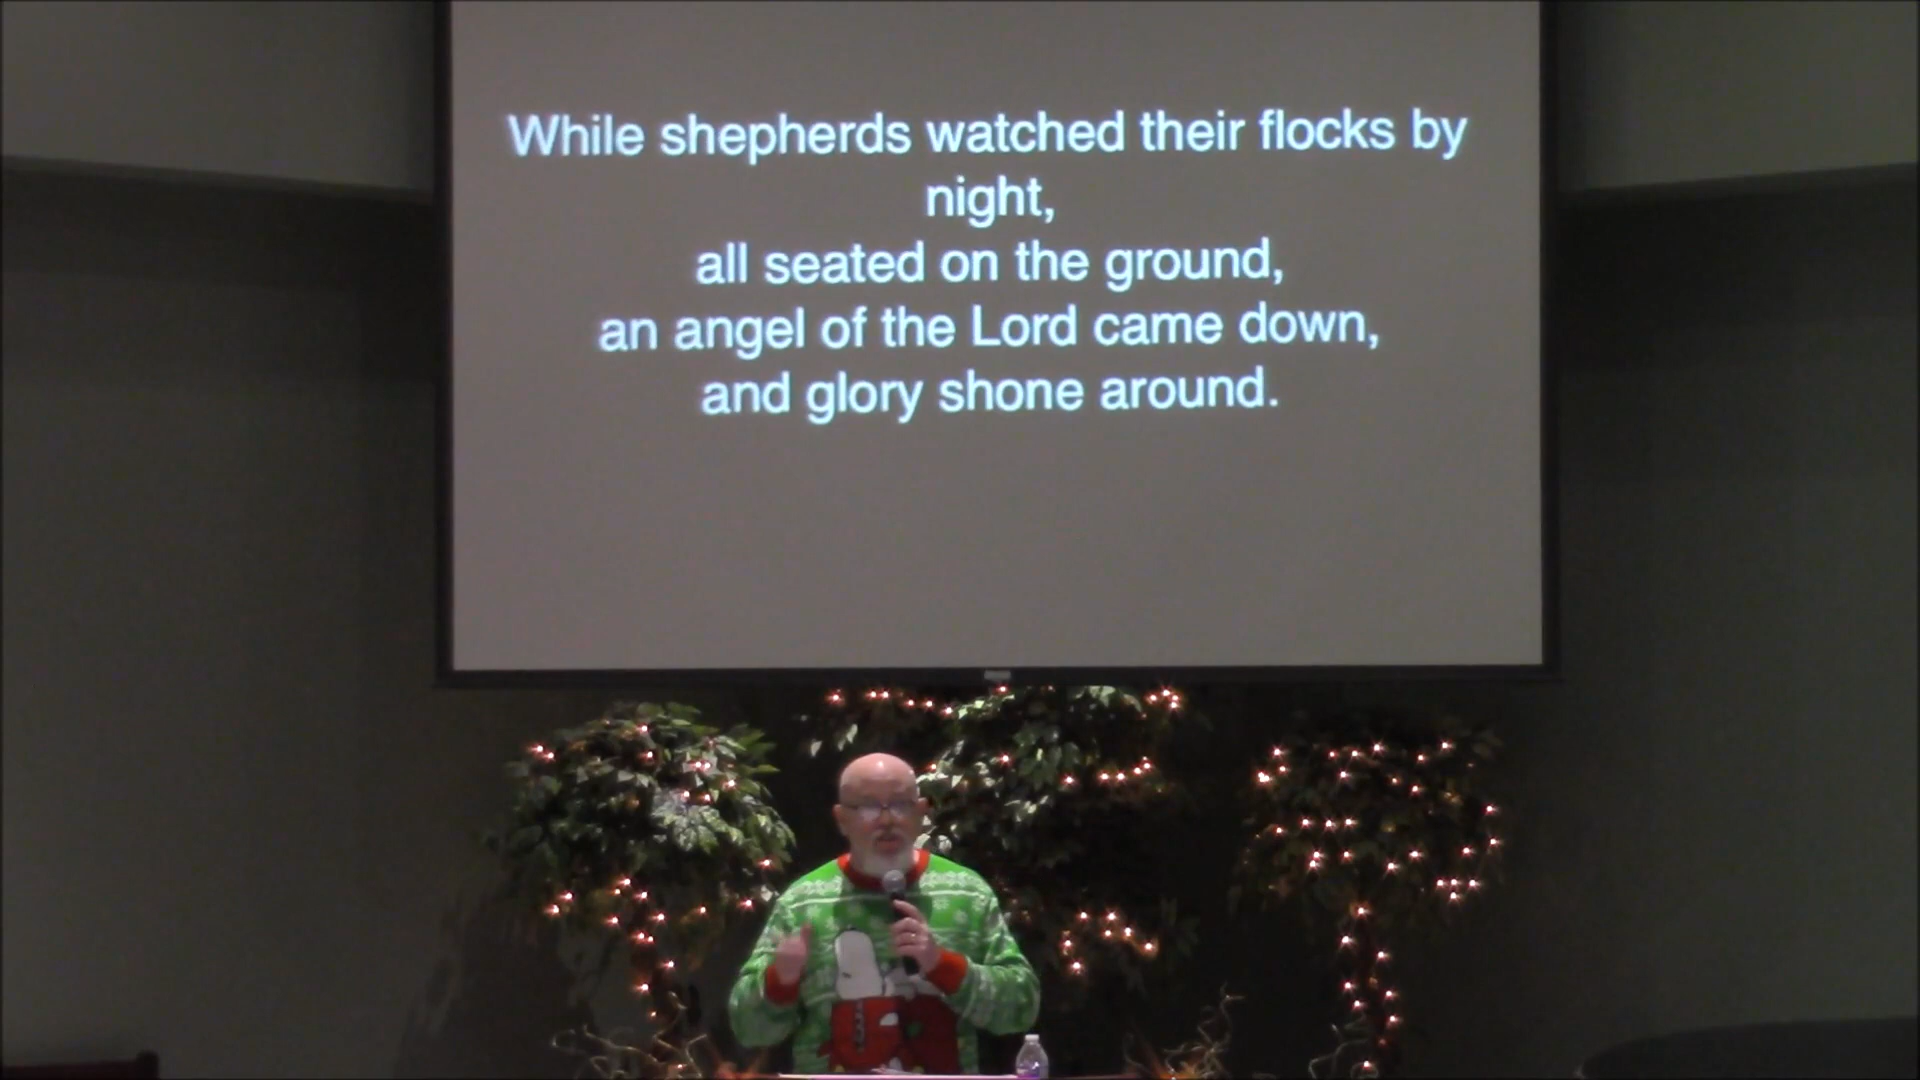 While shepherds watched their flocks by
night,
all seated on the ground,
an angel of the Lord came down,
and glory shone around.